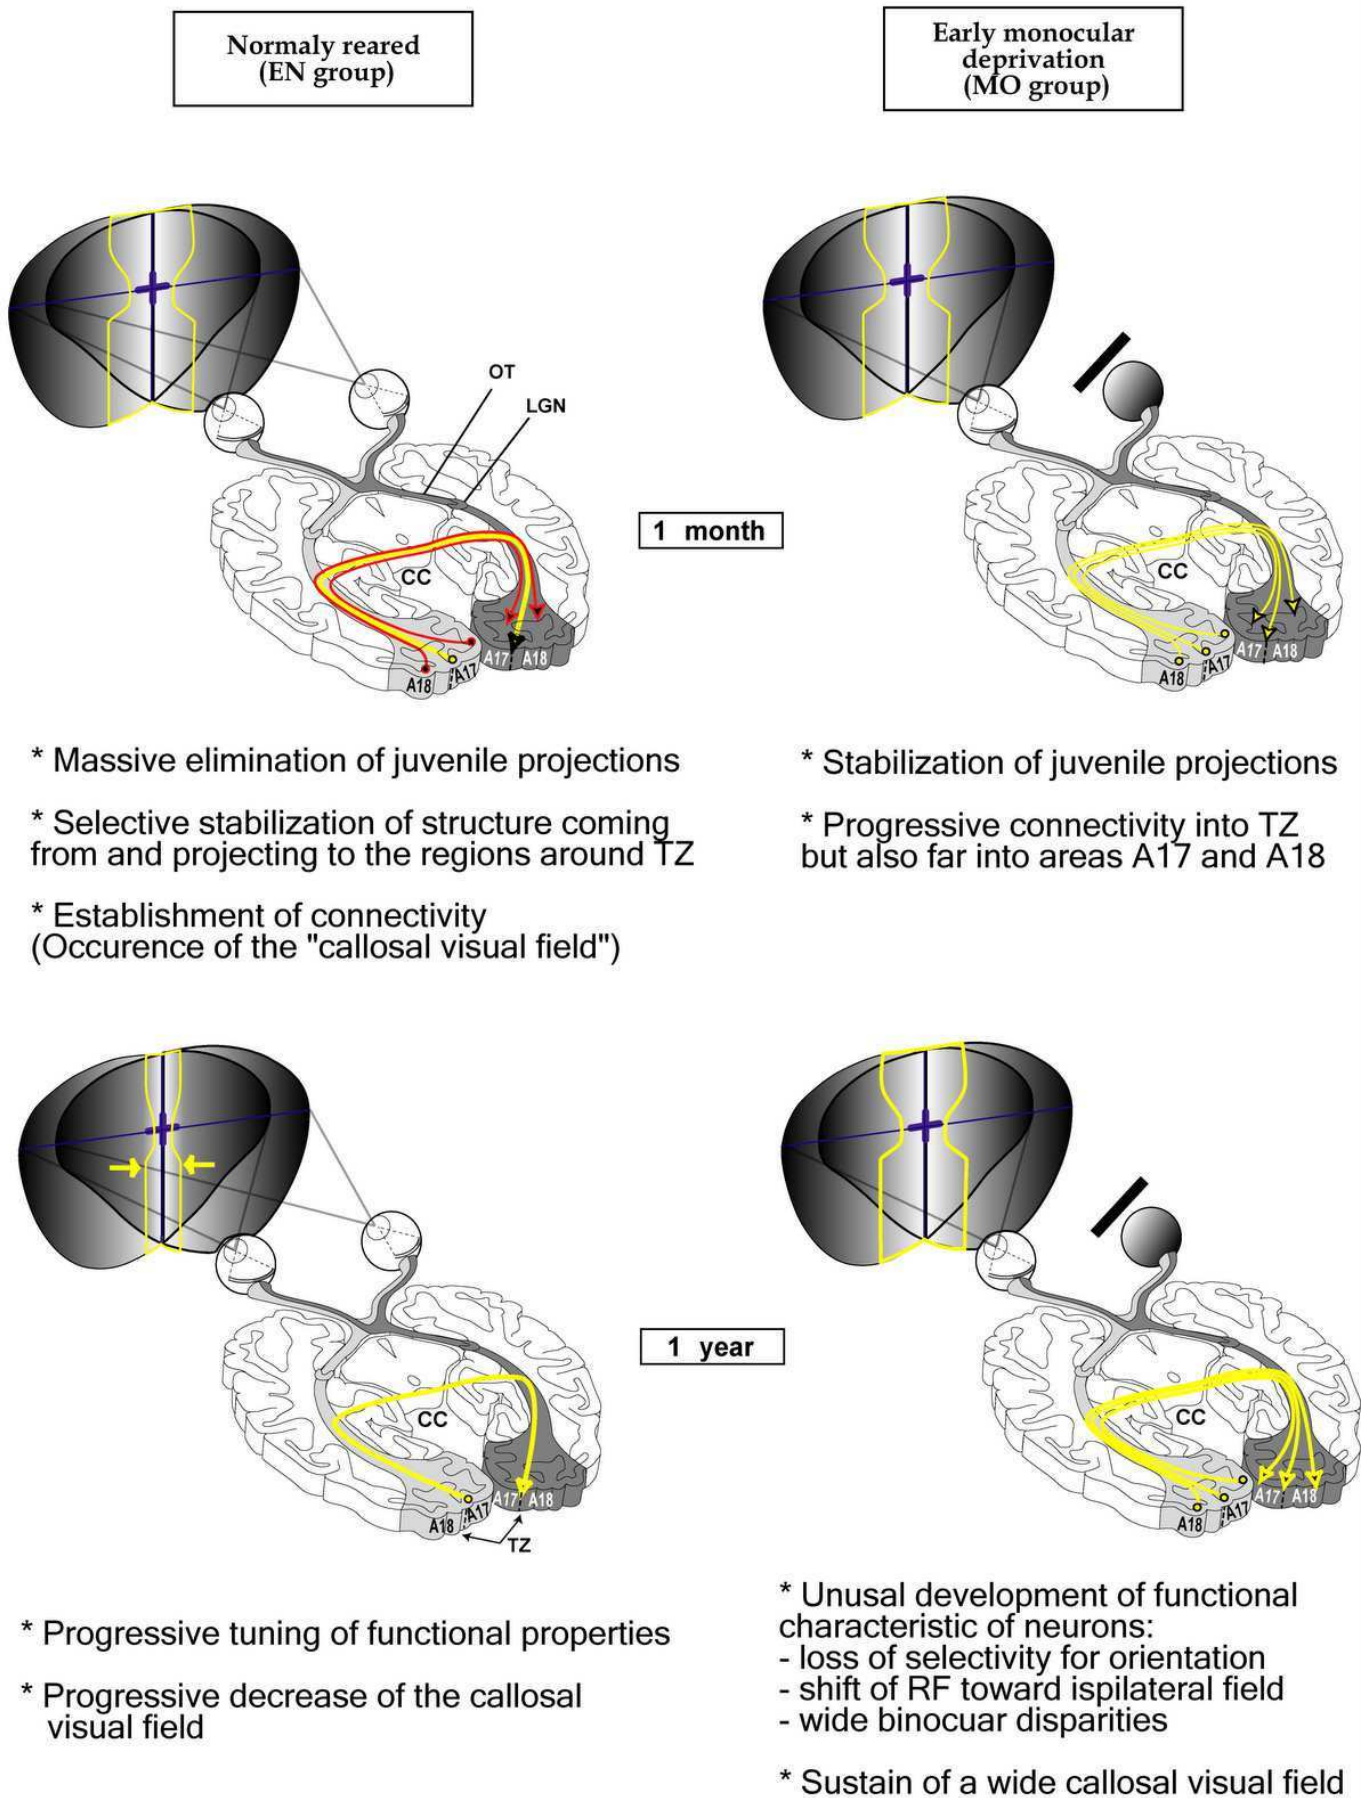 Normaly reared
(EN group)
Early monocular
deprivation
(MO group)
OT
LGN
CC
A17
A18
A18
A17
1 month
CC
A17
A18
A18
A17
* Massive elimination of juvenile projections
* Selective stabilization of structure coming
from and projecting to the regions around TZ
* Establishment of connectivity
(Occurence of the "callosal visual field")
* Stabilization of juvenile projections
* Progressive connectivity into TZ
but also far into areas A17 and A18
CC
A17
A18
A18
A17
TZ
1 year
CC
A17
A18
A18
A17
* Progressive tuning of functional properties
* Progressive decrease of the callosal
visual field
* Unusal development of functional
characteristic of neurons:
- loss of selectivity for orientation
- shift of RF toward ispilateral field
- wide binocuar disparities
* Sustain of a wide callosal visual field